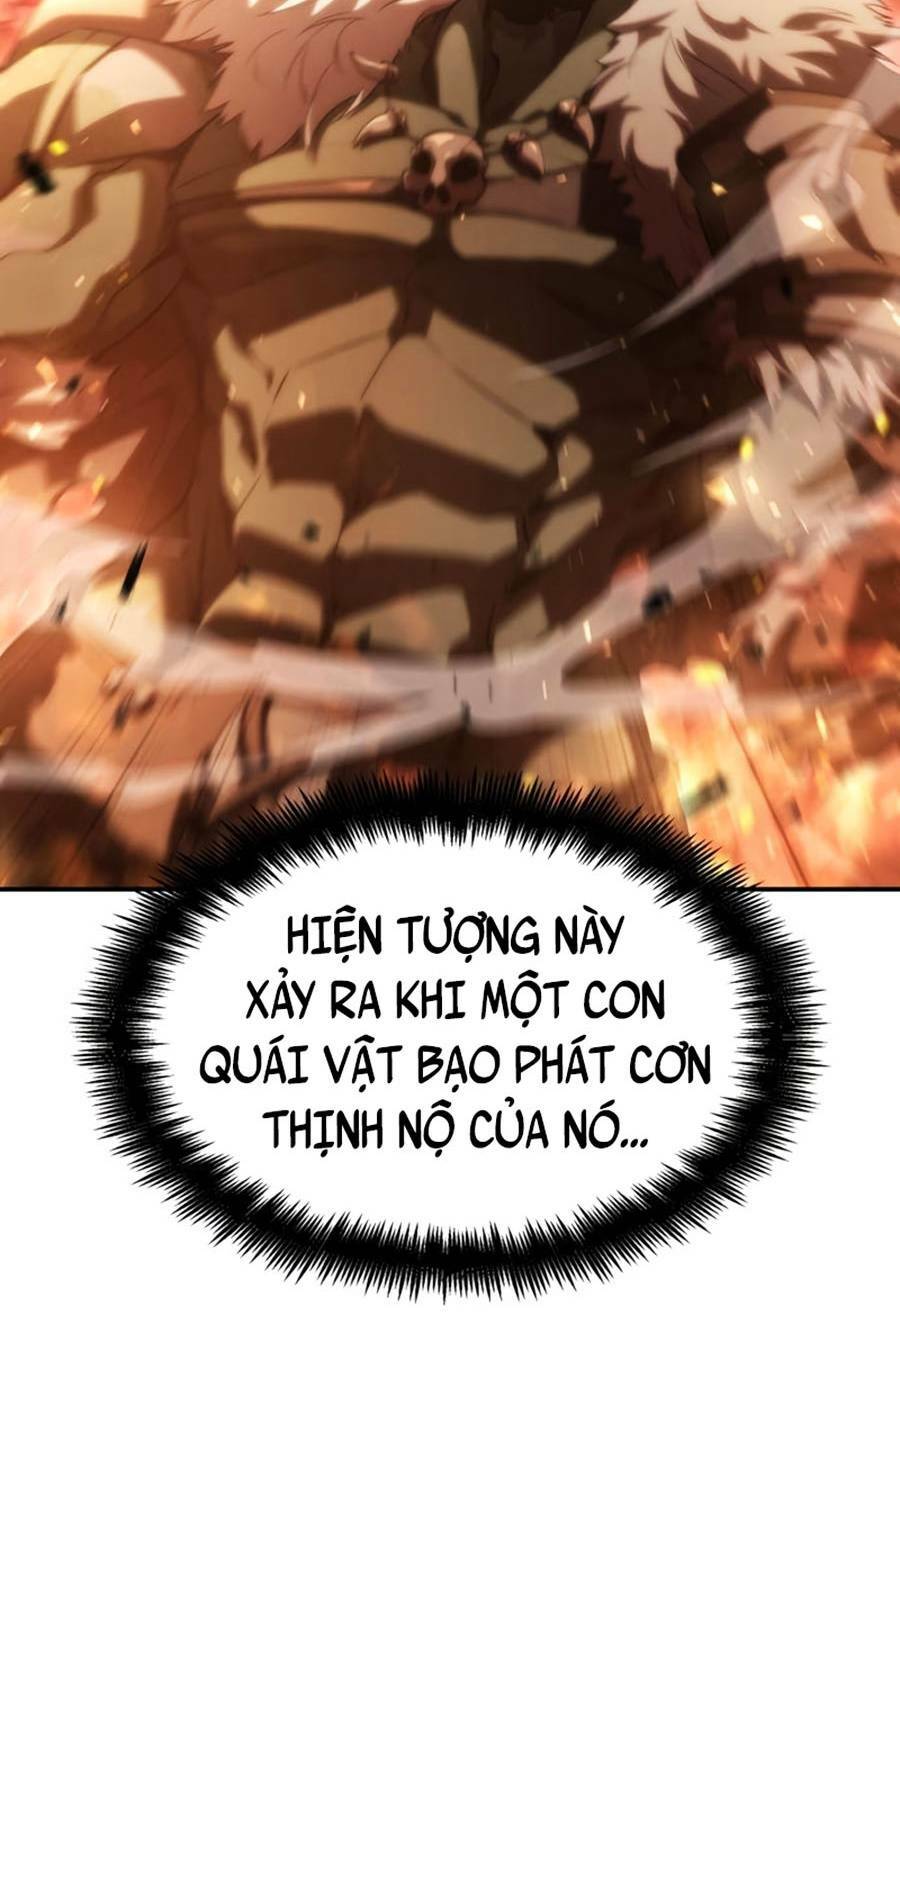 HIỆN TƯỢNG NÀY
XẢY RA KHI MỘT CON
QUÁI VẬT BẠO PHÁT CƠN
THỊNH NỘ CỦA NÓ...